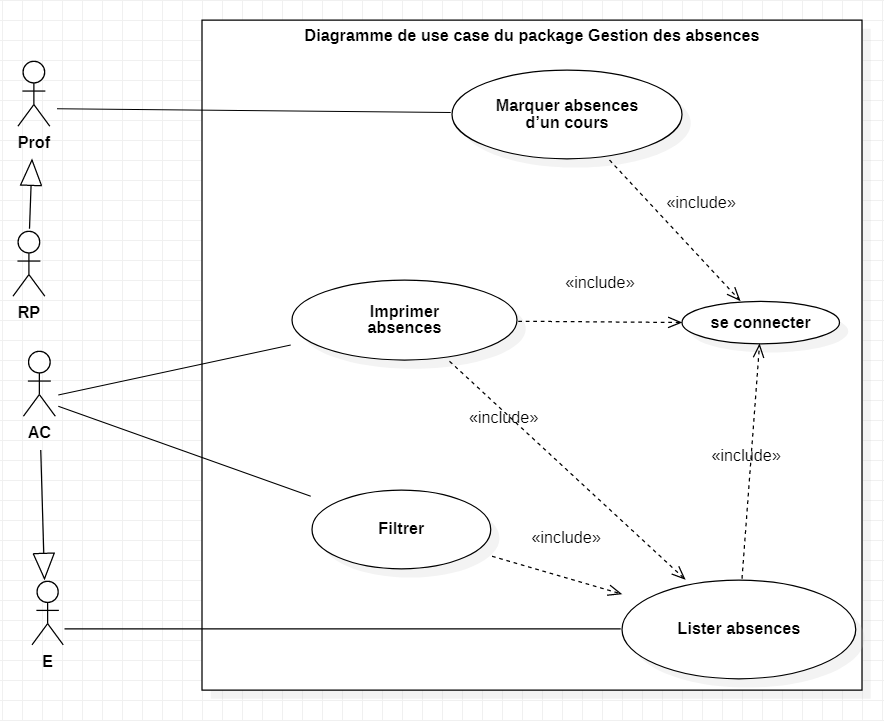 Diagramme de use case du package Gestion des absences
Marquer absences
d’un cours
Prof
«include»
RP
«include»
Imprimer
absences
se connecter
AC
«include»
«include»
Filtrer
«include»
Lister absences
E